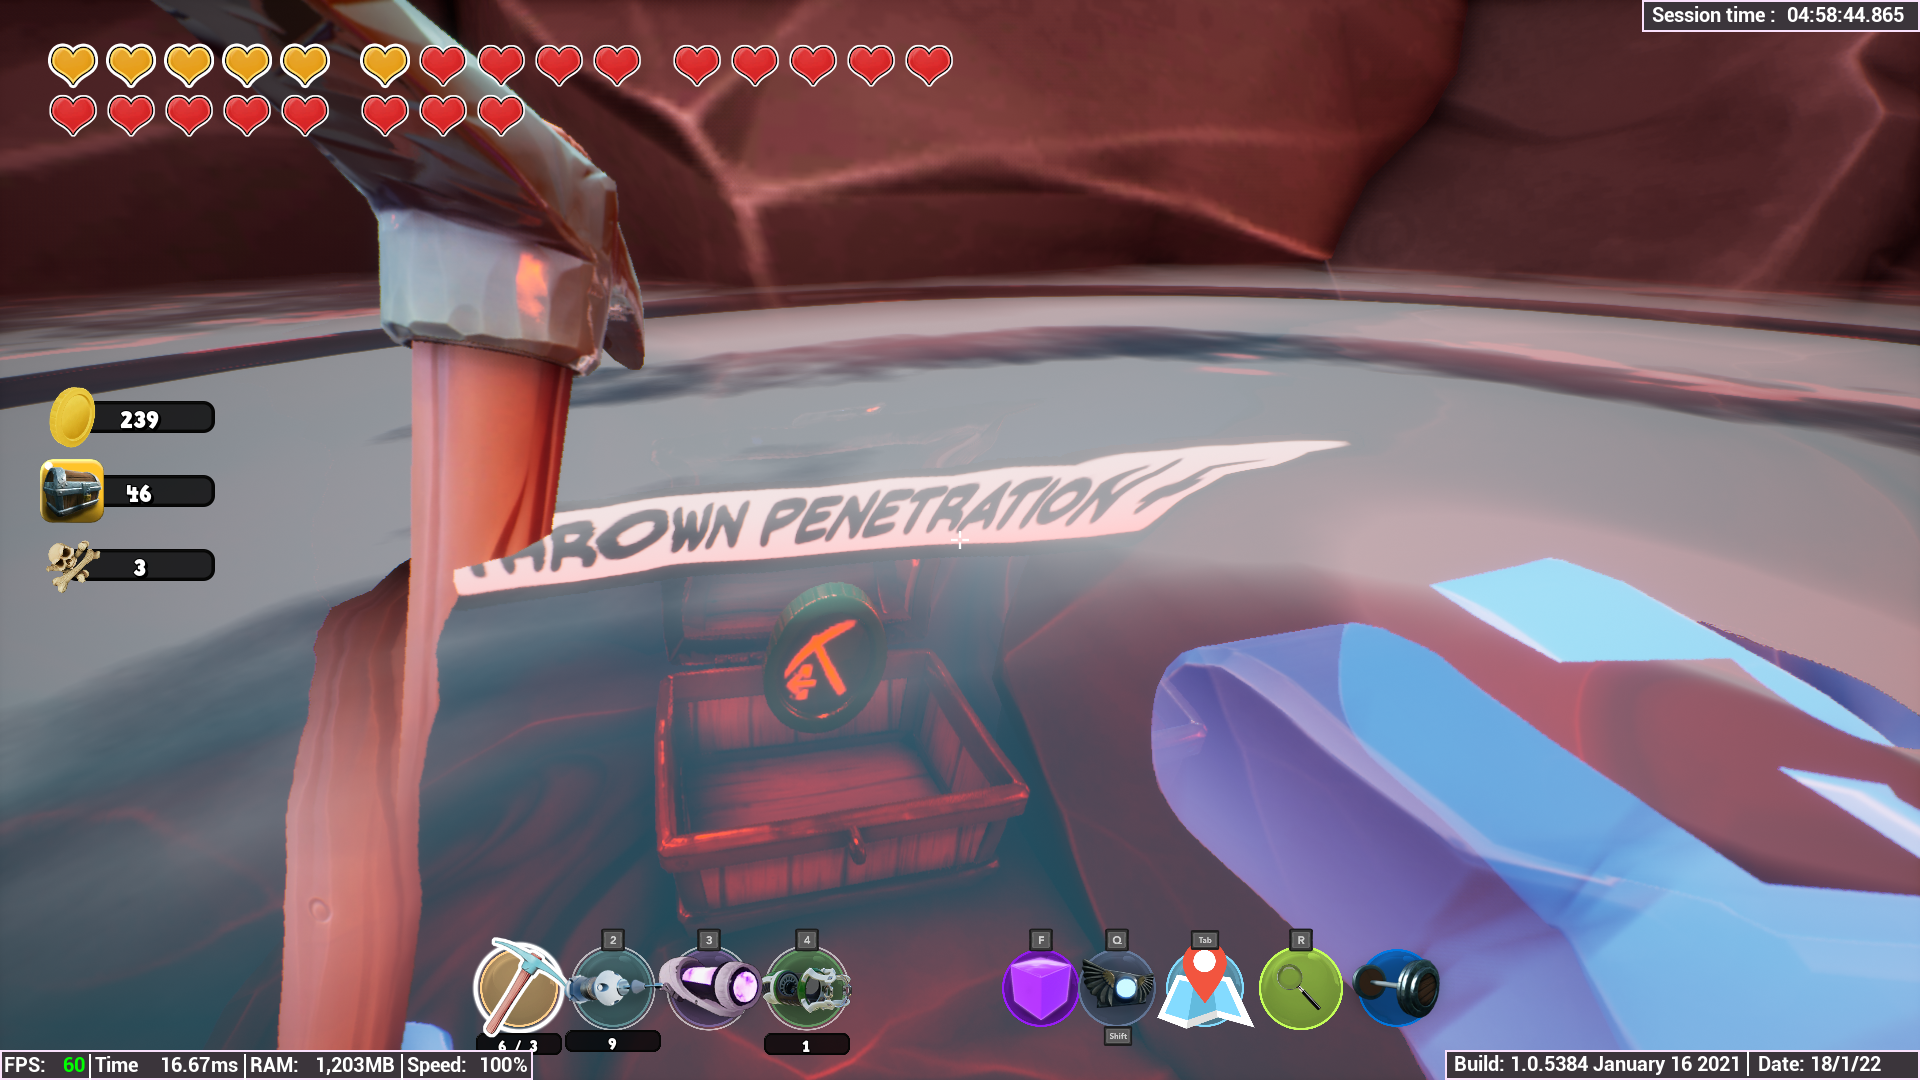 Session time : 04:58:44.865
239
46
3
THROWN PENETRATION
2
3
4
F
Q
Tab
R
Shift
6 / 3
9
1
FPS: 60 Time 16.67ms RAM: 1,203MB Speed: 100%
Build: 1.0.5384 January 16 2021 Date: 18/1/22